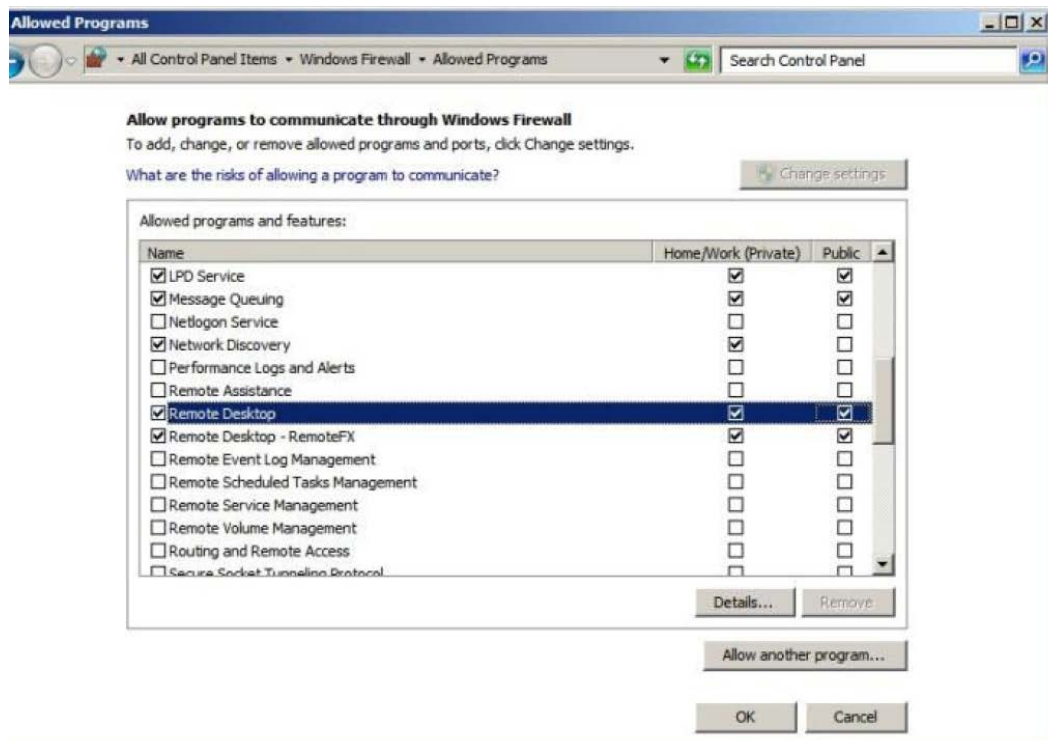 Allowed Programs
All Control Panel Items Windows Firewall Allowed Programs Search Control Panel
Allow programs to communicate through Windows Firewall
To add, change, or remove allowed programs and ports, click Change settings.
What are the risks of allowing a program to communicate? Change settings
Allowed programs and features:
Name Home/Work (Private) Public
LPD Service
Message Queuing
Netlogon Service
Network Discovery
Performance Logs and Alerts
Remote Assistance
Remote Desktop
Remote Desktop - RemoteFX
Remote Event Log Management
Remote Scheduled Tasks Management
Remote Service Management
Remote Volume Management
Routing and Remote Access
Secure Socket Tunneling Protocol
Details... Remove
Allow another program...
OK Cancel